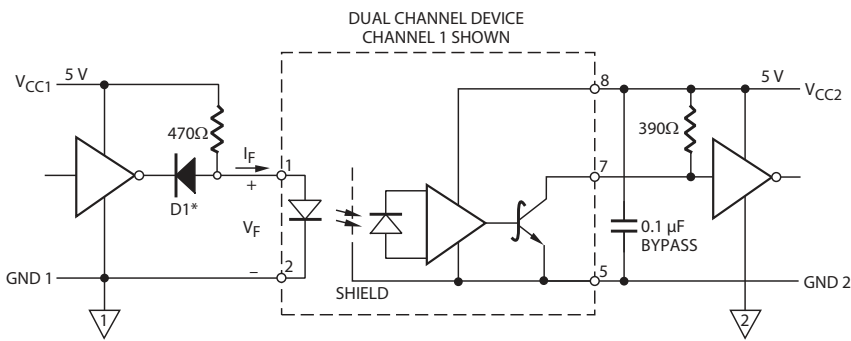 DUAL CHANNEL DEVICE
CHANNEL 1 SHOWN
VCC1
5 V
470Ω
IF
+
1
D1*
VF
–
2
GND 1
1
SHIELD
8
5 V
VCC2
390Ω
7
0.1 µF
BYPASS
5
GND 2
2